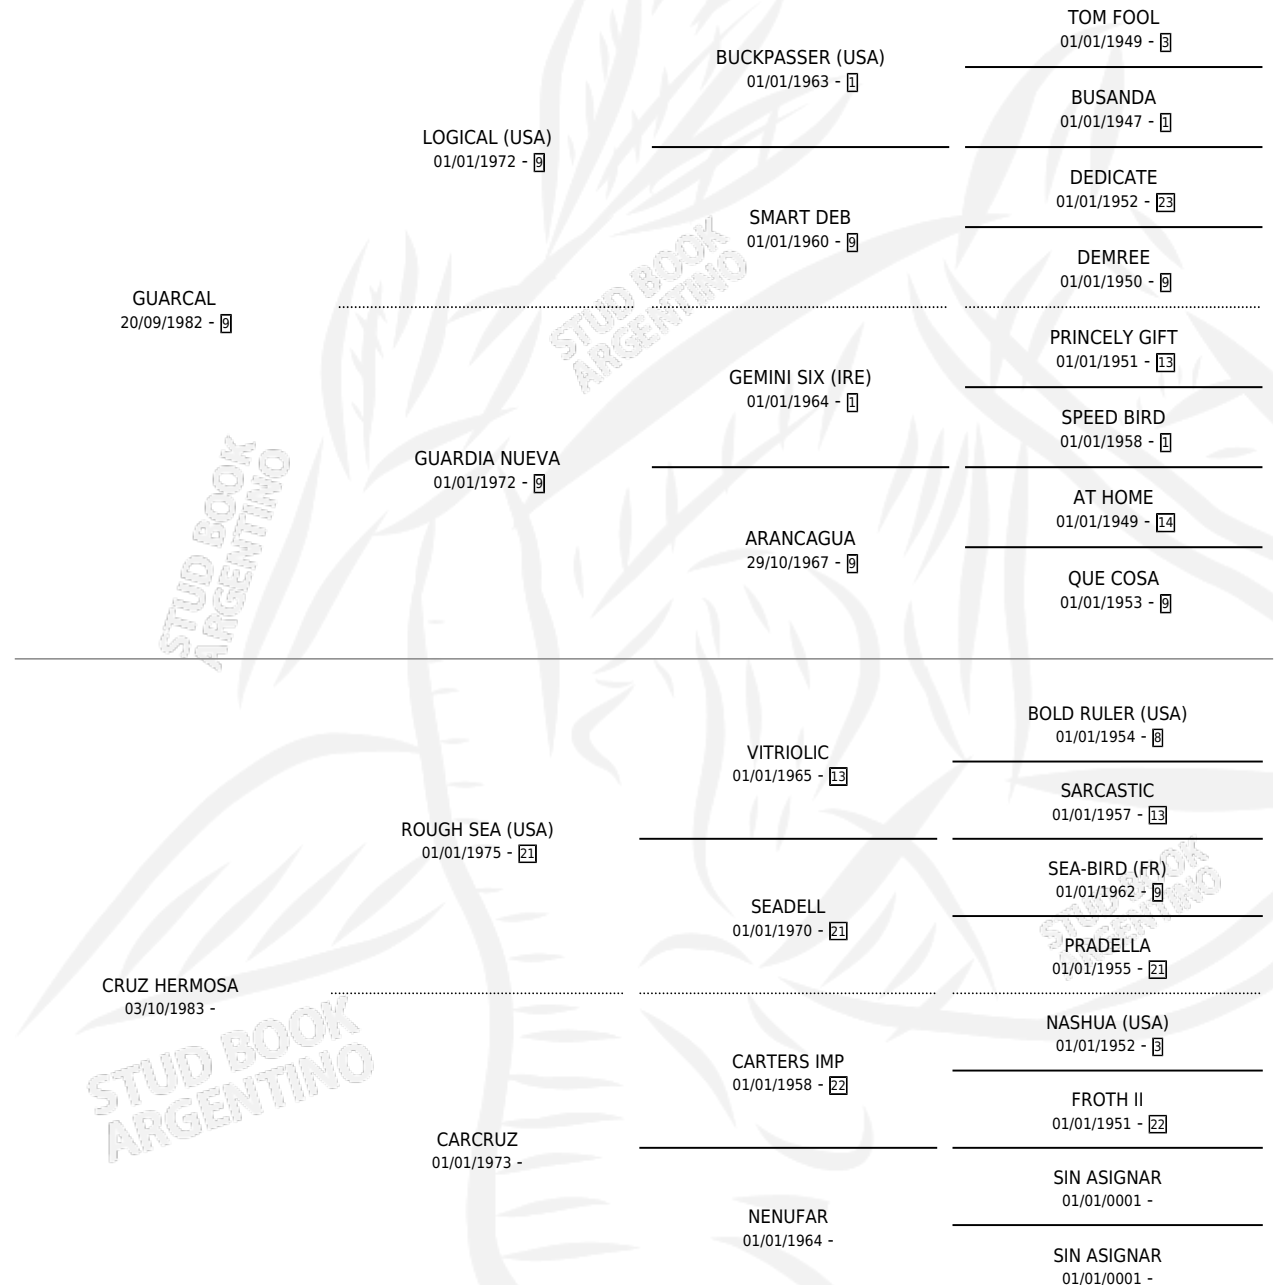 TOM FOOL
01/01/1949 - 3
BUCKPASSER (USA)
01/01/1963 - 1
BUSANDA
01/01/1947 - 1
LOGICAL (USA)
01/01/1972 - 9
DEDICATE
01/01/1952 - 23
SMART DEB
01/01/1960 - 9
DEMREE
01/01/1950 - 9
GUARCAL
20/09/1982 - 9
PRINCELY GIFT
01/01/1951 - 13
GEMINI SIX (IRE)
01/01/1964 - 1
SPEED BIRD
01/01/1958 - 1
GUARDIA NUEVA
01/01/1972 - 9
AT HOME
01/01/1949 - 14
ARANCAGUA
29/10/1967 - 9
QUE COSA
01/01/1953 - 9
BOLD RULER (USA)
01/01/1954 - 8
VITRIOLIC
01/01/1965 - 13
SARCASTIC
01/01/1957 - 13
ROUGH SEA (USA)
01/01/1975 - 21
SEA-BIRD (FR)
01/01/1962 - 9
SEADELL
01/01/1970 - 21
PRADELLA
01/01/1955 - 21
CRUZ HERMOSA
03/10/1983 -
NASHUA (USA)
01/01/1952 - 3
CARTERS IMP
01/01/1958 - 22
FROTH II
01/01/1951 - 22
CARCRUZ
01/01/1973 -
SIN ASIGNAR
01/01/0001 -
NENUFAR
01/01/1964 -
SIN ASIGNAR
01/01/0001 -
STUD BOOK
ARGENTINO
STUD BOOK
ARGENTINO
STUD BOOK
ARGENTINO
STUD BOOK
ARGENTINO